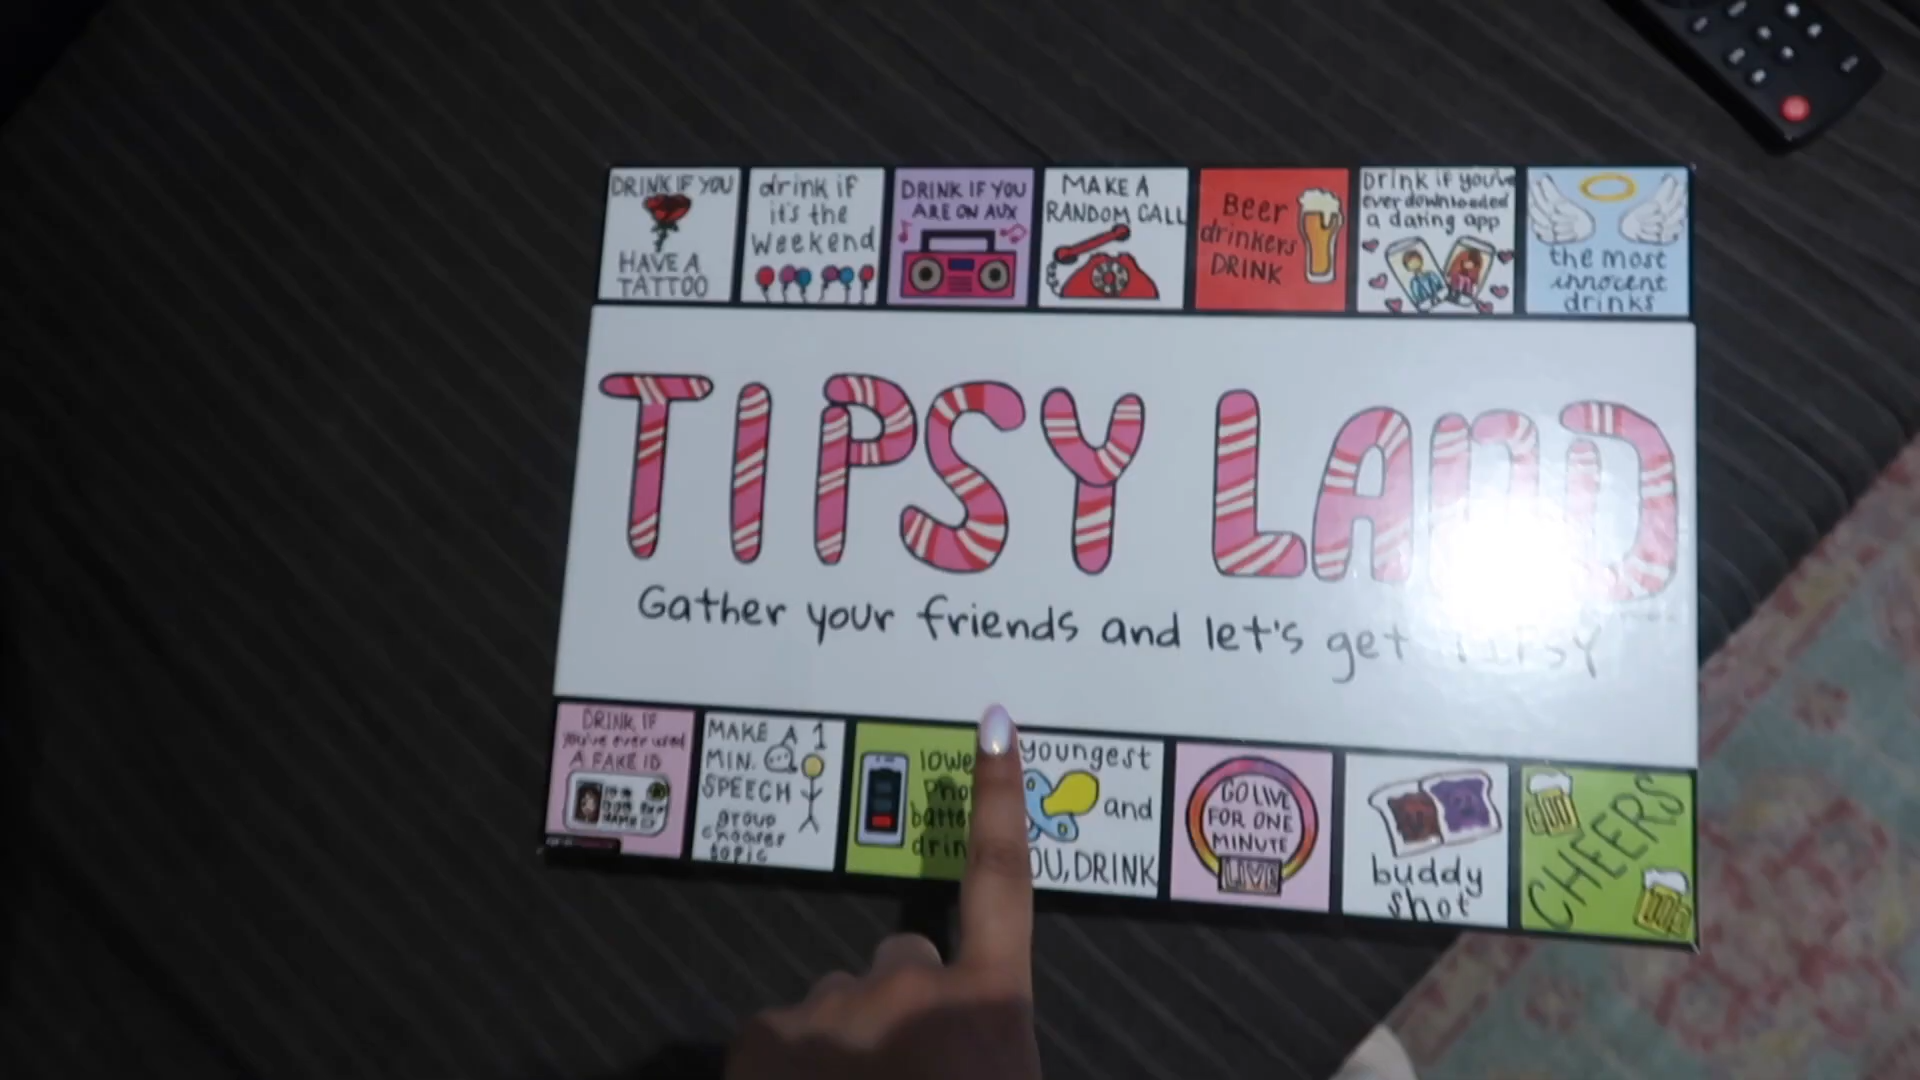 DRINK IF YOU
HAVE A
TATTOO
drink if
it's the
weekend
DRINK IF YOU
ARE ON AUX
MAKE A
RANDOM CALL
Beer
drinkers
DRINK
Drink if you've
ever downloaded
a dating app
the most
innocent
drinks
TIPSY LAND
Gather your friends and let's get TIPSY
DRINK IF
you've ever used
A FAKE ID
MAKE A 1
MIN.
SPEECH
group
chooses
topic
drin
youngest
and
OU, DRINK
GO LIVE
FOR ONE
MINUTE
LIVE
buddy
shot
CHEERS